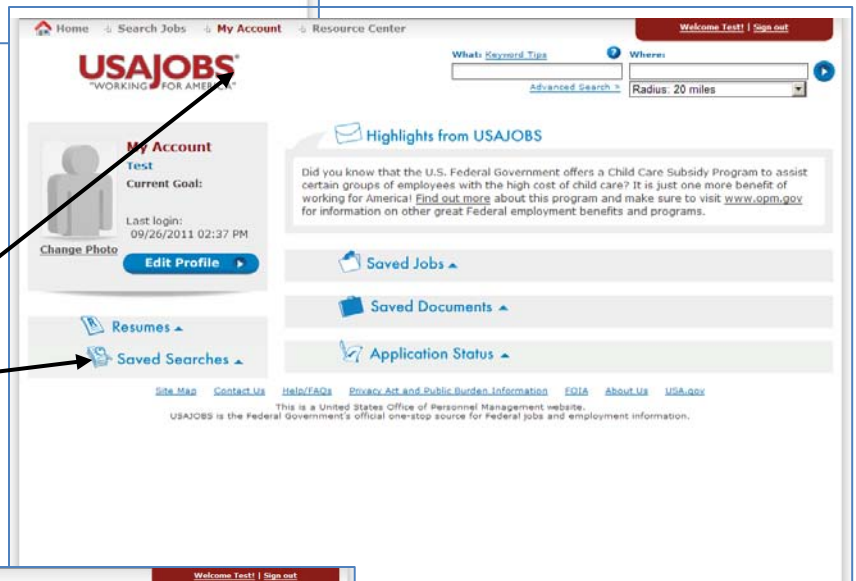 Home Search Jobs My Account Resource Center
Welcome Test! | Sign out
What: Keyword Tips ? Where:
Advanced Search > Radius: 20 miles
USAJOBS
"WORKING FOR AMERICA"
My Account
Test
Current Goal:
Last login:
09/26/2011 02:37 PM
Change Photo
Edit Profile
Resumes
Saved Searches
Highlights from USAJOBS
Did you know that the U.S. Federal Government offers a Child Care Subsidy Program to assist
certain groups of employees with the high cost of child care? It is just one more benefit of
working for America! Find out more about this program and make sure to visit www.opm.gov
for information on other great Federal employment benefits and programs.
Saved Jobs
Saved Documents
Application Status
Site Map Contact Us Help/FAQs Privacy Act and Public Burden Information FOIA About Us USA.gov
This is a United States Office of Personnel Management website.
USAJOBS is the Federal Government's official one-stop source for Federal jobs and employment information.
Welcome Test! | Sign out